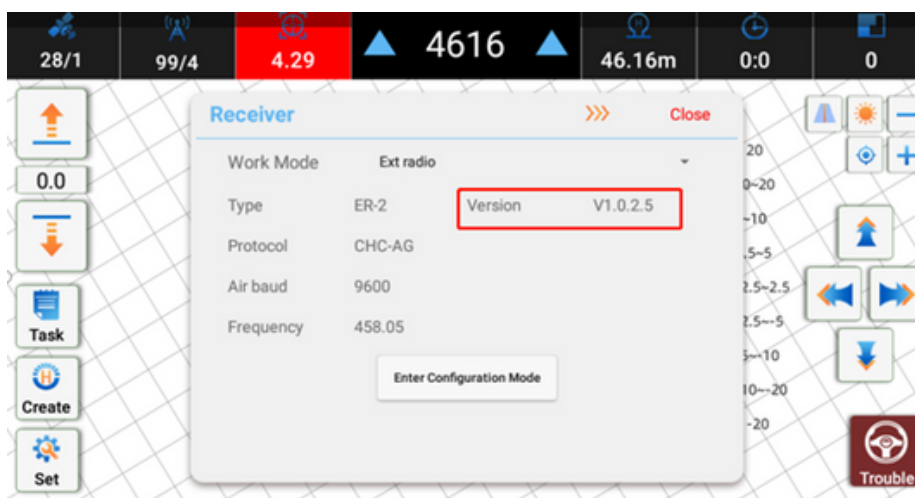 28/1 99/4 4.29 4616 46.16m 0:0 0
Receiver >>> Close
Work Mode Ext radio
Type ER-2 Version V1.0.2.5
Protocol CHC-AG
Air baud 9600
Frequency 458.05
Enter Configuration Mode
0.0
Task
Create
Set
20
0~20
~10
.5~5
2.5~2.5
2.5~-5
5~-10
10~-20
-20
Trouble